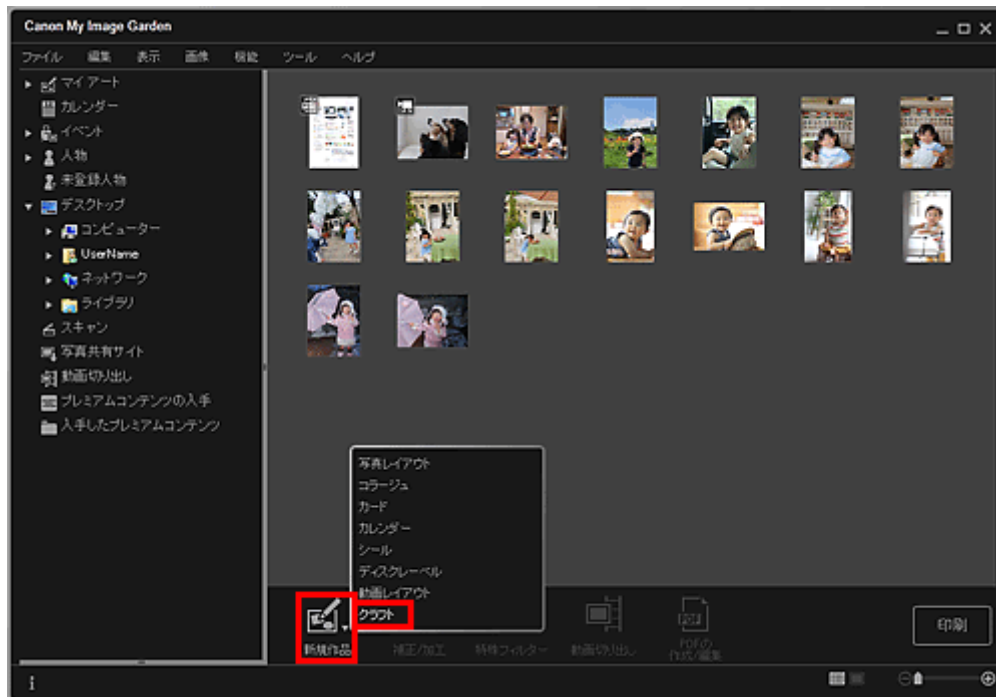 Canon My Image Garden
ファイル 編集 表示 画像 機能 ツール ヘルプ
マイ アート
カレンダー
イベント
人物
未登録人物
デスクトップ
コンピューター
UserName
ネットワーク
ライブラリ
スキャン
写真共有サイト
動画切り出し
プレミアムコンテンツの入手
入手したプレミアムコンテンツ
写真レイアウト
コラージュ
カード
カレンダー
シール
ディスクレーベル
動画レイアウト
クラフト
新規作品 補正/加工 特殊フィルター 動画切り出し PDFの
作成/編集
印刷